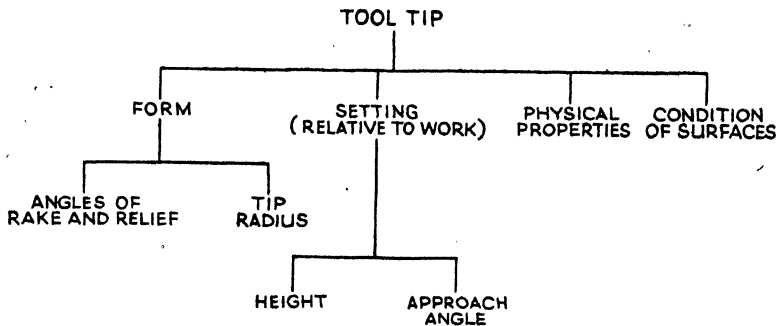 TOOL TIP
FORM
SETTING
(RELATIVE TO WORK)
PHYSICAL
PROPERTIES
CONDITION
OF SURFACES
ANGLES OF
RAKE AND RELIEF
TIP
RADIUS
HEIGHT
APPROACH
ANGLE